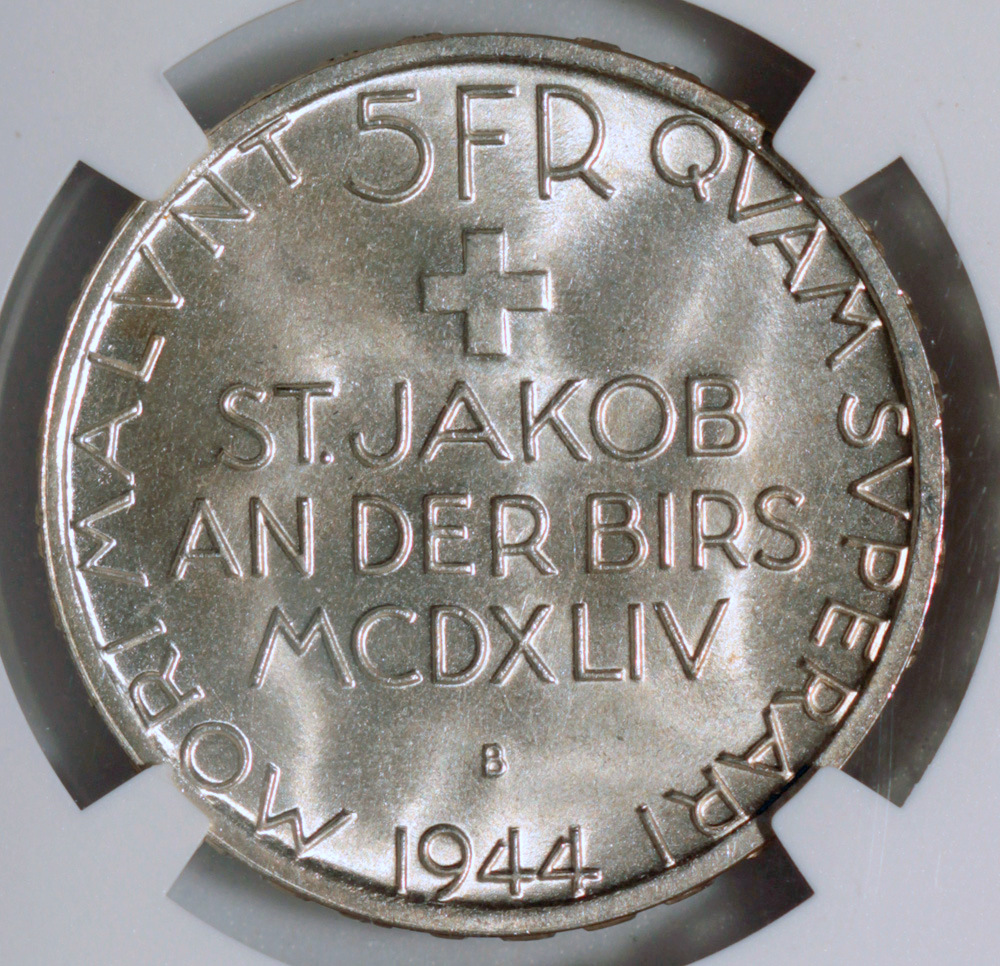 5FR
ST. JAKOB
AN DER BIRS
MCDXLIV
B
1944
MORI MALVNT QVAM SVPERARI